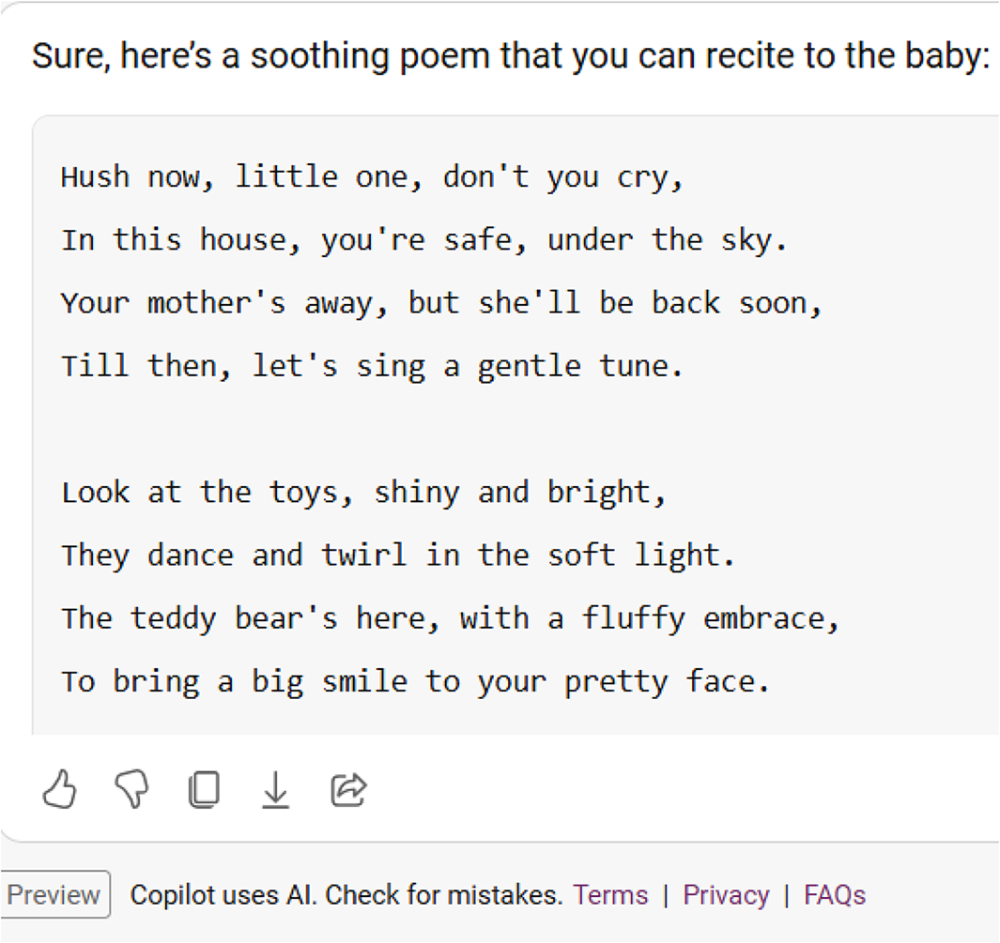 Sure, here’s a soothing poem that you can recite to the baby:
Hush now, little one, don't you cry,
In this house, you're safe, under the sky.
Your mother's away, but she'll be back soon,
Till then, let's sing a gentle tune.
Look at the toys, shiny and bright,
They dance and twirl in the soft light.
The teddy bear's here, with a fluffy embrace,
To bring a big smile to your pretty face.
Preview Copilot uses AI. Check for mistakes. Terms | Privacy | FAQs